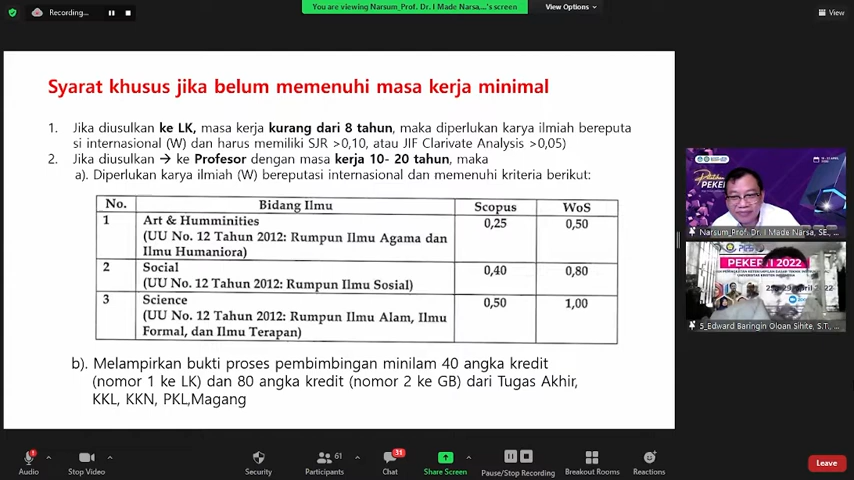 Recording...
You are viewing Narsum_Prof. Dr. I Made Narsa,...'s screen
View Options
View
Syarat khusus jika belum memenuhi masa kerja minimal
1. Jika diusulkan ke LK, masa kerja kurang dari 8 tahun, maka diperlukan karya ilmiah bereputa
si internasional (W) dan harus memiliki SJR >0,10, atau JIF Clarivate Analysis >0,05)
2. Jika diusulkan → ke Profesor dengan masa kerja 10- 20 tahun, maka
a). Diperlukan karya ilmiah (W) bereputasi internasional dan memenuhi kriteria berikut:
No. Bidang Ilmu Scopus WoS
1 Art & Humminities 0,25 0,50
(UU No. 12 Tahun 2012: Rumpun Ilmu Agama dan
Ilmu Humaniora)
2 Social 0,40 0,80
(UU No. 12 Tahun 2012: Rumpun Ilmu Sosial)
3 Science 0,50 1,00
(UU No. 12 Tahun 2012: Rumpun Ilmu Alam, Ilmu
Formal, dan Ilmu Terapan)
b). Melampirkan bukti proses pembimbingan minilam 40 angka kredit
(nomor 1 ke LK) dan 80 angka kredit (nomor 2 ke GB) dari Tugas Akhir,
KKL, KKN, PKL,Magang
PEKER
Narsum_Prof. Dr. I Made Narsa, SE., ...
PEKERTI 2022
5_Edward Baringin Oloan Sihite, S.T., ...
Audio
Stop Video
Security
61
Participants
31
Chat
Share Screen
Pause/Stop Recording
Breakout Rooms
Reactions
Leave